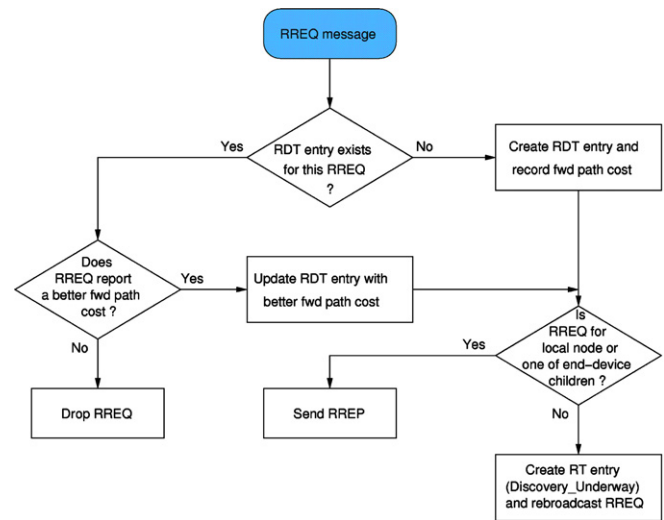 RREQ message
Yes
RDT entry exists
for this RREQ
?
No
Create RDT entry and
record fwd path cost
Does
RREQ report
a better fwd path
cost ?
Yes
Update RDT entry with
better fwd path cost
Is
RREQ for
local node or
one of end–device
children ?
Yes
No
No
Drop RREQ
Send RREP
Create RT entry
(Discovery_Underway)
and rebroadcast RREQ